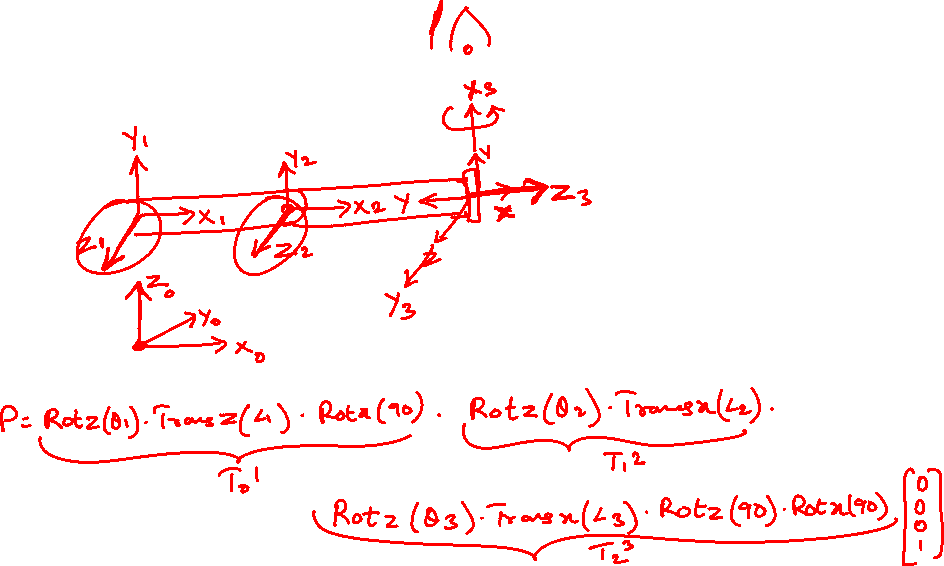 X3
Y1
Y2
Y
X1
X2
Y
x
Z3
Z1
Z2
Z
Y3
Z0
Y0
X0
P = Rotz(θ1) · Transz(L1) · Rotx(90) · Rotz(θ2) · Transx(L2) ·
T0^1
T1^2
Rotz(θ3) · Transx(L3) · Rotz(90) · Rotx(90)
[0
0
0
1]
T2^3